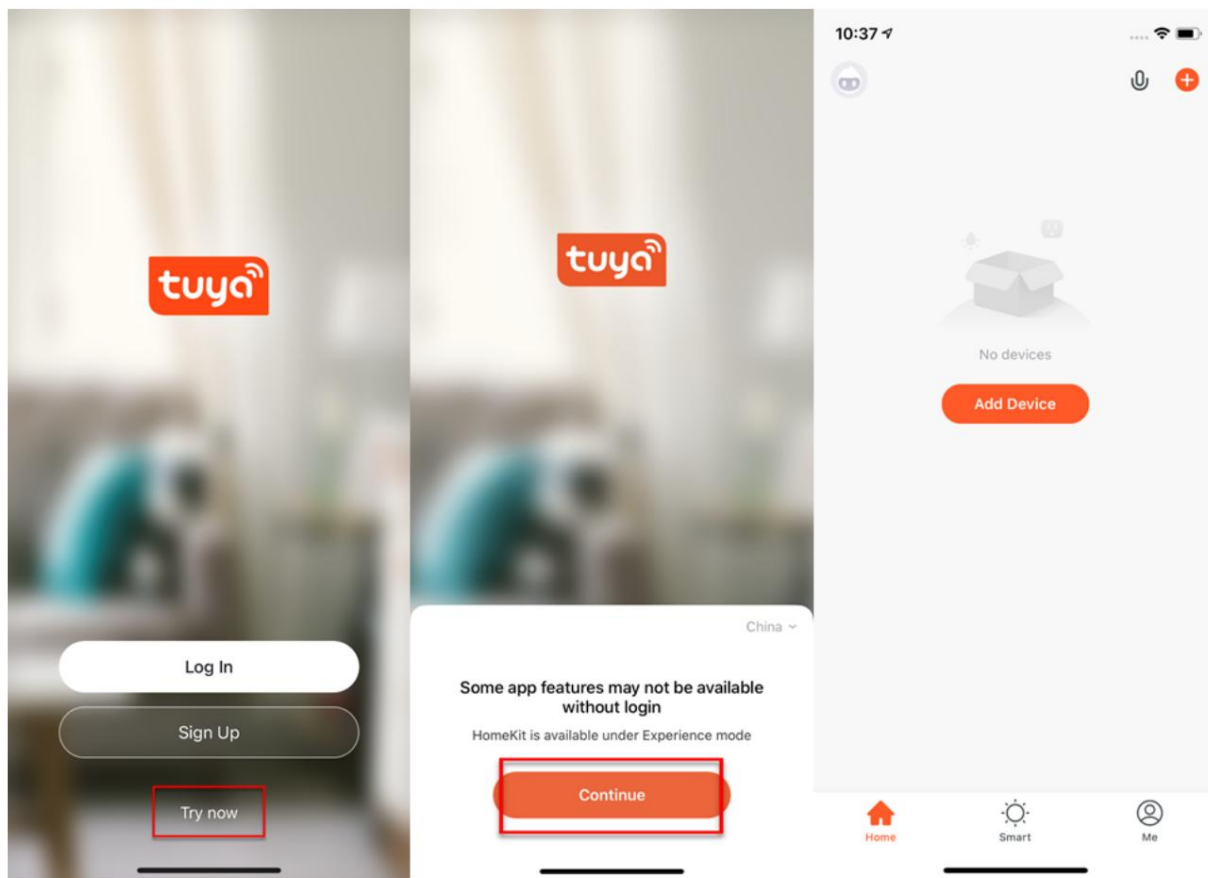 tuya
Log In
Sign Up
Try now
tuya
China
Some app features may not be available
without login
HomeKit is available under Experience mode
Continue
10:37
No devices
Add Device
Home
Smart
Me